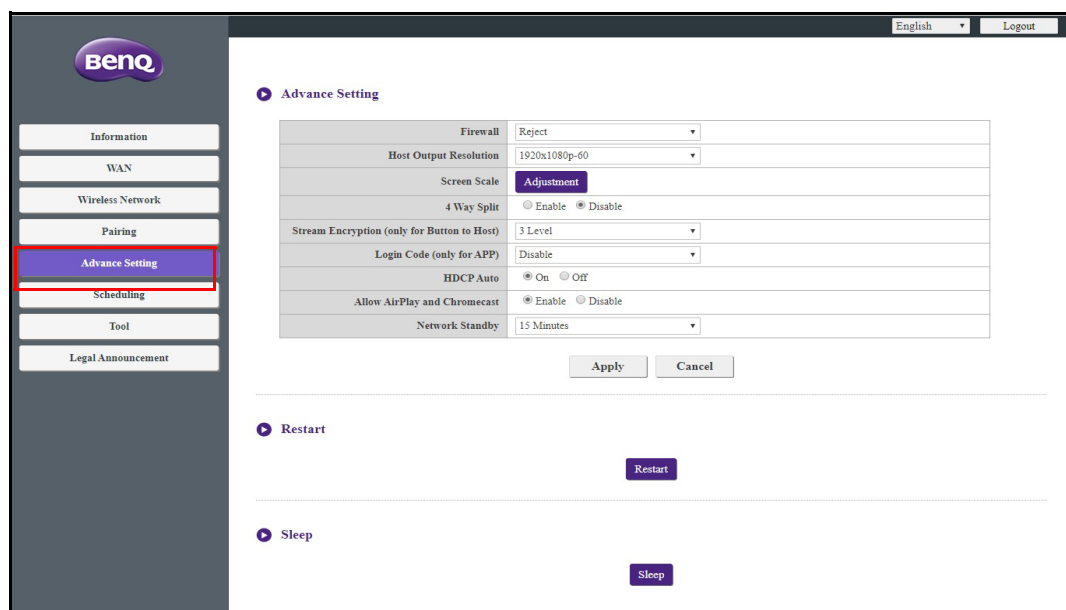 English Logout
BenQ
Advance Setting
Information
WAN
Wireless Network
Pairing
Advance Setting
Scheduling
Tool
Legal Announcement
Firewall Reject
Host Output Resolution 1920x1080p-60
Screen Scale Adjustment
4 Way Split Enable Disable
Stream Encryption (only for Button to Host) 3 Level
Login Code (only for APP) Disable
HDCP Auto On Off
Allow AirPlay and Chromecast Enable Disable
Network Standby 15 Minutes
Apply Cancel
Restart
Restart
Sleep
Sleep